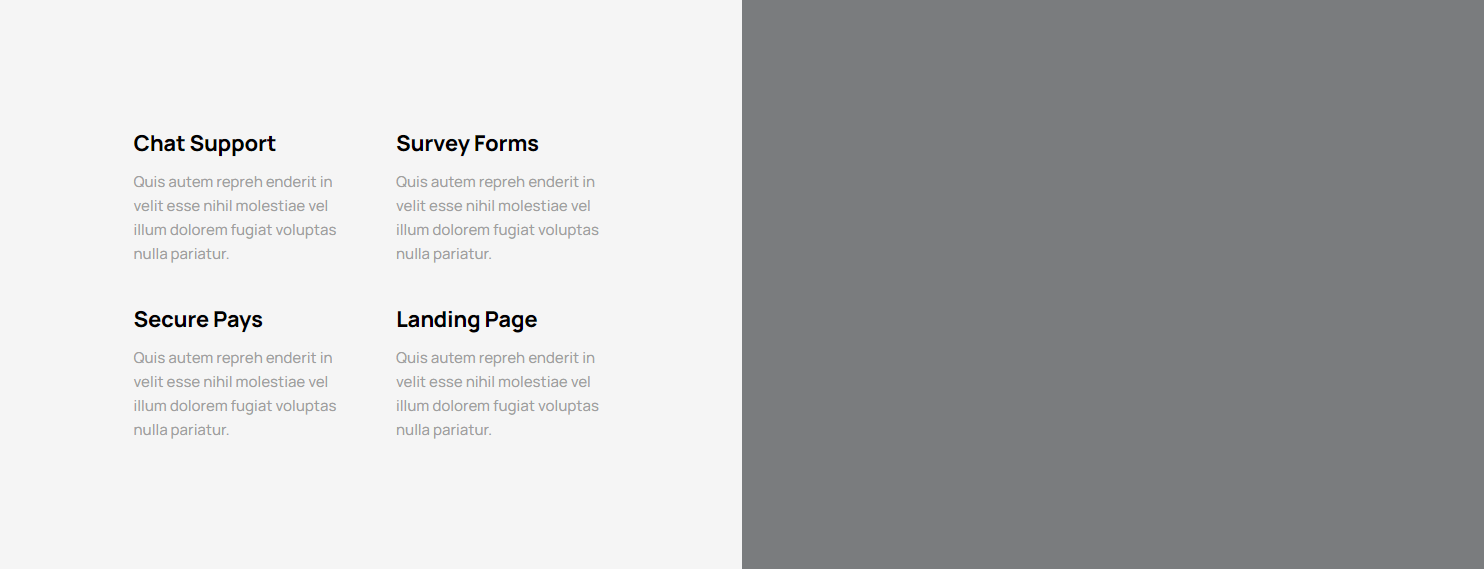 Chat Support
Quis autem repreh enderit in
velit esse nihil molestiae vel
illum dolorem fugiat voluptas
nulla pariatur.
Survey Forms
Quis autem repreh enderit in
velit esse nihil molestiae vel
illum dolorem fugiat voluptas
nulla pariatur.
Secure Pays
Quis autem repreh enderit in
velit esse nihil molestiae vel
illum dolorem fugiat voluptas
nulla pariatur.
Landing Page
Quis autem repreh enderit in
velit esse nihil molestiae vel
illum dolorem fugiat voluptas
nulla pariatur.